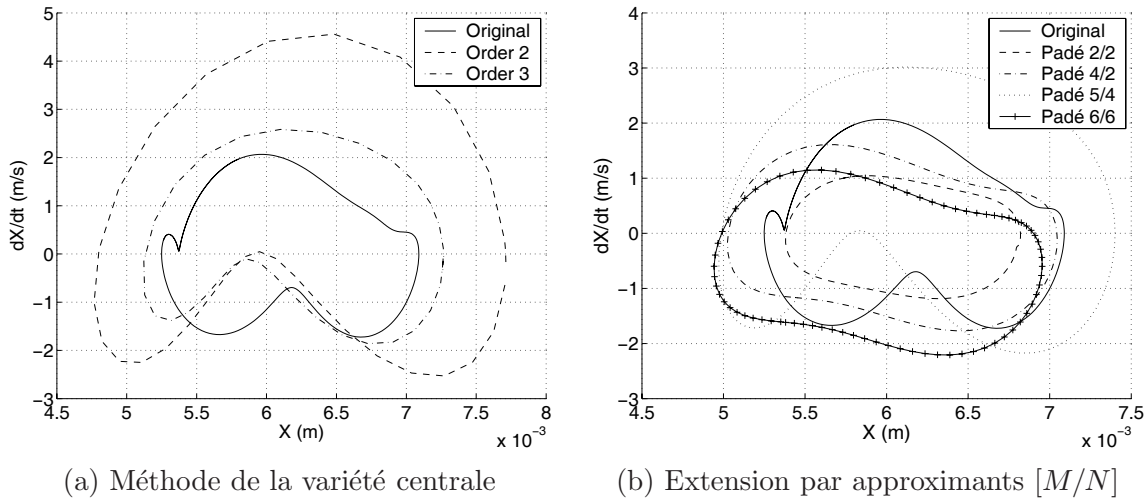 5
4
3
2
1
0
−1
−2
−3
4.5
5
5.5
6
6.5
7
7.5
8
dX/dt (m/s)
X (m)
x 10⁻³
Original
Order 2
Order 3
(a) Méthode de la variété centrale
4
3
2
1
0
−1
−2
−3
4.5
5
5.5
6
6.5
7
7.5
dX/dt (m/s)
X (m)
x 10⁻³
Original
Padé 2/2
Padé 4/2
Padé 5/4
Padé 6/6
(b) Extension par approximants [M/N]